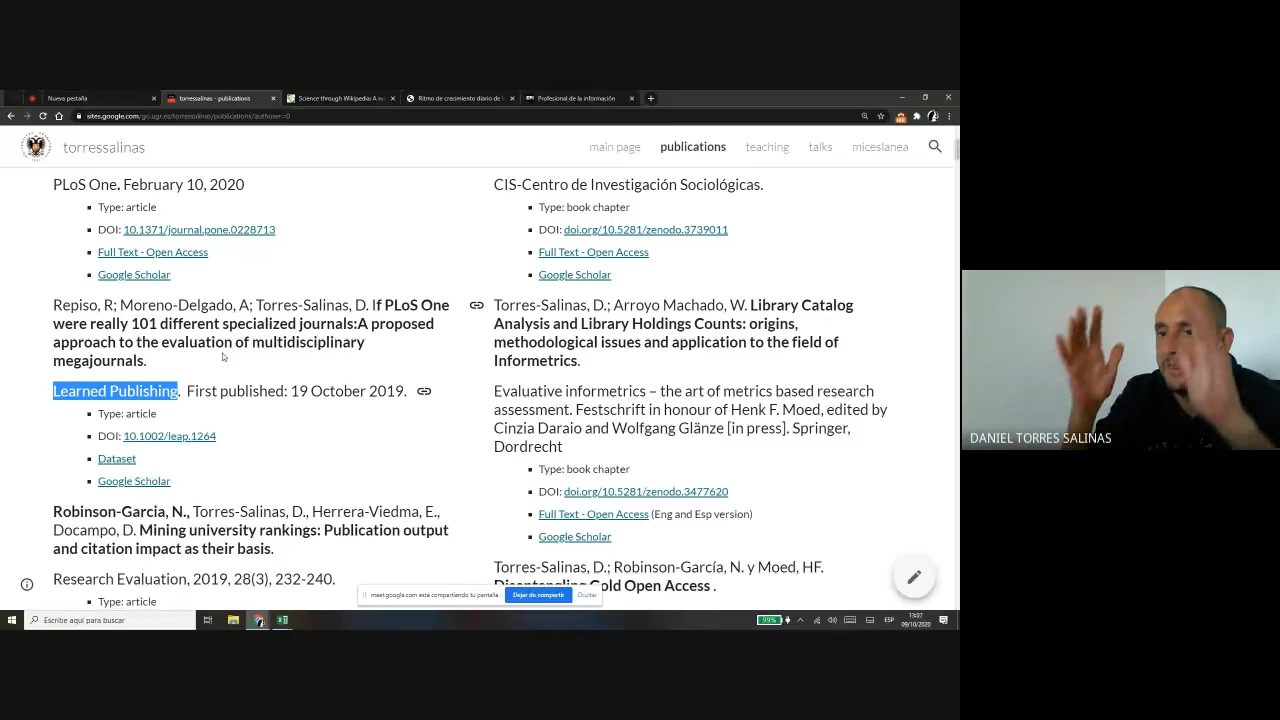 Nueva pestaña
torressalinas - publications
Science through Wikipedia: A n
Ritmo de crecimiento diario de l
EPI
Profesional de la información
sites.google.com/go.ugr.es/torressalinas/publications?authuser=0
torressalinas
main page
publications
teaching
talks
miceslanea
PLoS One. February 10, 2020
Type: article
DOI: 10.1371/journal.pone.0228713
Full Text - Open Access
Google Scholar
Repiso, R; Moreno-Delgado, A; Torres-Salinas, D. If PLoS One
were really 101 different specialized journals:A proposed
approach to the evaluation of multidisciplinary
megajournals.
Learned Publishing. First published: 19 October 2019.
Type: article
DOI: 10.1002/leap.1264
Dataset
Google Scholar
Robinson-Garcia, N., Torres-Salinas, D., Herrera-Viedma, E.,
Docampo, D. Mining university rankings: Publication output
and citation impact as their basis.
Research Evaluation, 2019, 28(3), 232-240.
Type: article
CIS-Centro de Investigación Sociológicas.
Type: book chapter
DOI: doi.org/10.5281/zenodo.3739011
Full Text - Open Access
Google Scholar
Torres-Salinas, D.; Arroyo Machado, W. Library Catalog
Analysis and Library Holdings Counts: origins,
methodological issues and application to the field of
Informetrics.
Evaluative informetrics – the art of metrics based research
assessment. Festschrift in honour of Henk F. Moed, edited by
Cinzia Daraio and Wolfgang Glänze [in press]. Springer,
Dordrecht
Type: book chapter
DOI: doi.org/10.5281/zenodo.3477620
Full Text - Open Access (Eng and Esp version)
Google Scholar
Torres-Salinas, D.; Robinson-García, N. y Moed, HF.
Disentangling Gold Open Access .
meet.google.com está compartiendo tu pantalla.
Dejar de compartir
Ocultar
Escribe aquí para buscar
99%
ESP
13:07
09/10/2020
DANIEL TORRES SALINAS